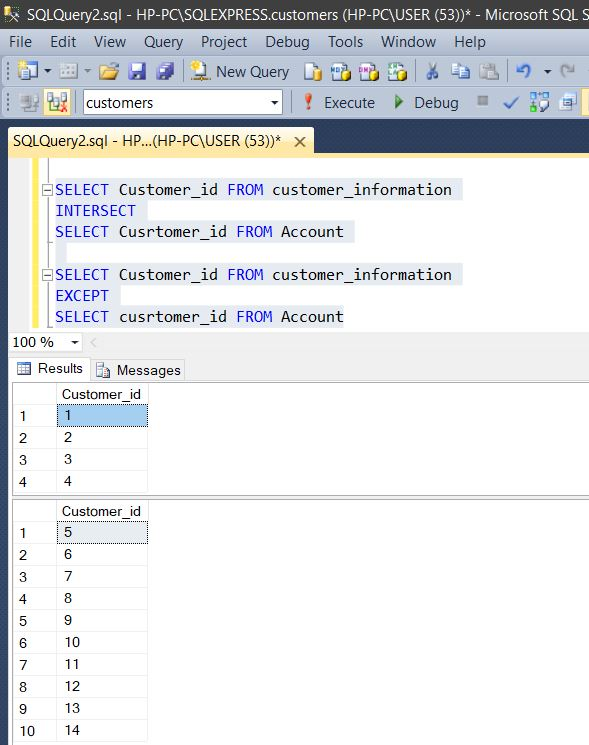 SQLQuery2.sql - HP-PC\SQLEXPRESS.customers (HP-PC\USER (53))* - Microsoft SQL S
File Edit View Query Project Debug Tools Window Help
New Query
customers Execute Debug
SQLQuery2.sql - HP...(HP-PC\USER (53))*
SELECT Customer_id FROM customer_information
INTERSECT
SELECT Cusrtomer_id FROM Account
SELECT Customer_id FROM customer_information
EXCEPT
SELECT cusrtomer_id FROM Account
100 %
Results Messages
Customer_id
1 1
2 2
3 3
4 4
Customer_id
1 5
2 6
3 7
4 8
5 9
6 10
7 11
8 12
9 13
10 14